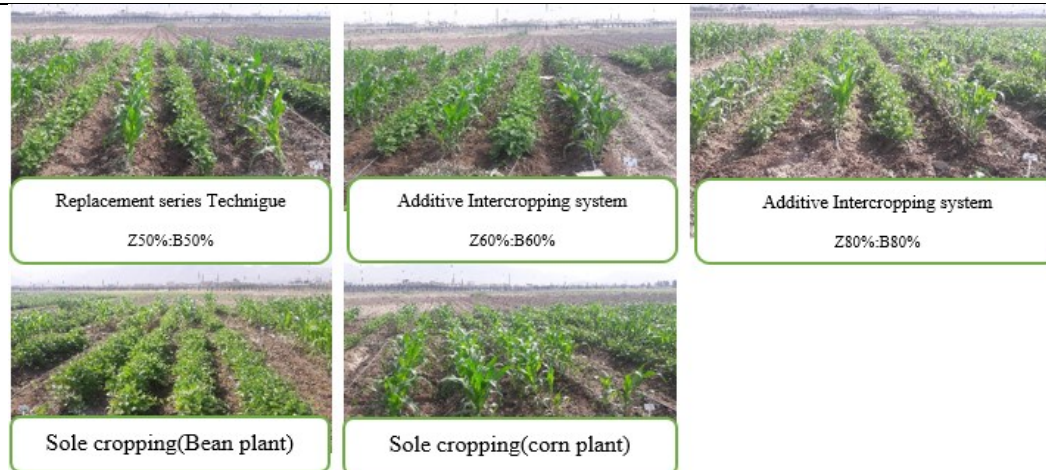 Replacement series Technigue
Z50%:B50%
Additive Intercropping system
Z60%:B60%
Additive Intercropping system
Z80%:B80%
Sole cropping(Bean plant)
Sole cropping(corn plant)